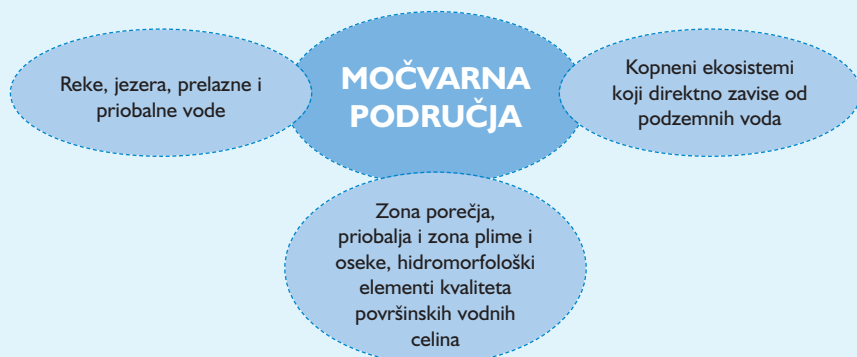 Reke, jezera, prelazne i
priobalne vode
MOČVARNA
PODRUČJA
Kopneni ekosistemi
koji direktno zavise od
podzemnih voda
Zona porečja,
priobalja i zona plime i
oseke, hidromorfološki
elementi kvaliteta
površinskih vodnih
celina